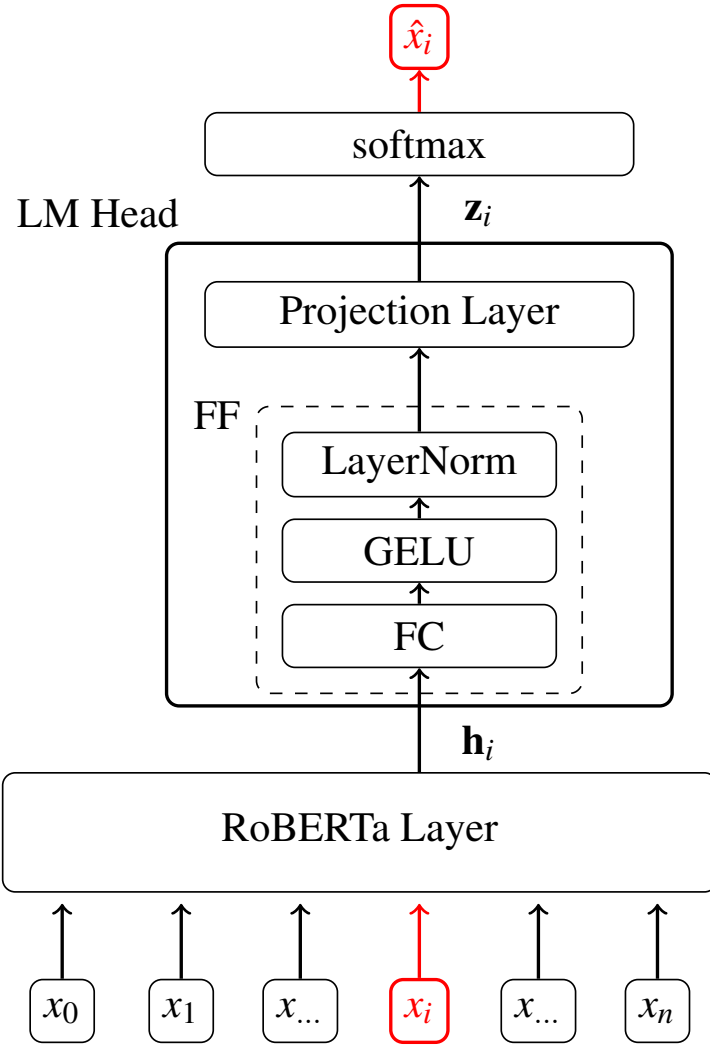 x̂ᵢ
softmax
LM Head
𝐳ᵢ
Projection Layer
FF
LayerNorm
GELU
FC
𝐡ᵢ
RoBERTa Layer
x₀ x₁ x... xᵢ x... xₙ